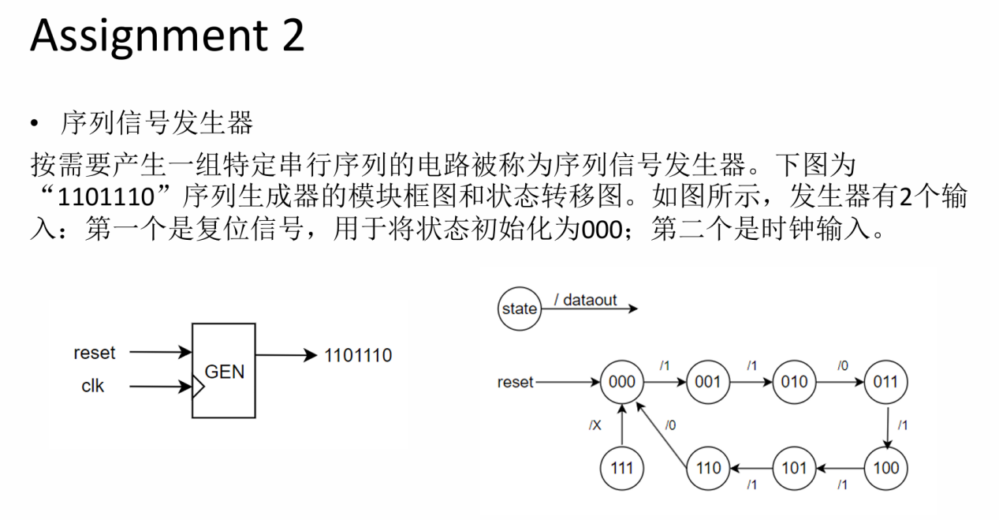 Assignment 2
• 序列信号发生器
按需要产生一组特定串行序列的电路被称为序列信号发生器。下图为
“1101110”序列生成器的模块框图和状态转移图。如图所示，发生器有2个输
入：第一个是复位信号，用于将状态初始化为000；第二个是时钟输入。
state / dataout
reset
clk
GEN
1101110
reset 000 /1 001 /1 010 /0 011
/X /0 /1
111 110 /1 101 /1 100